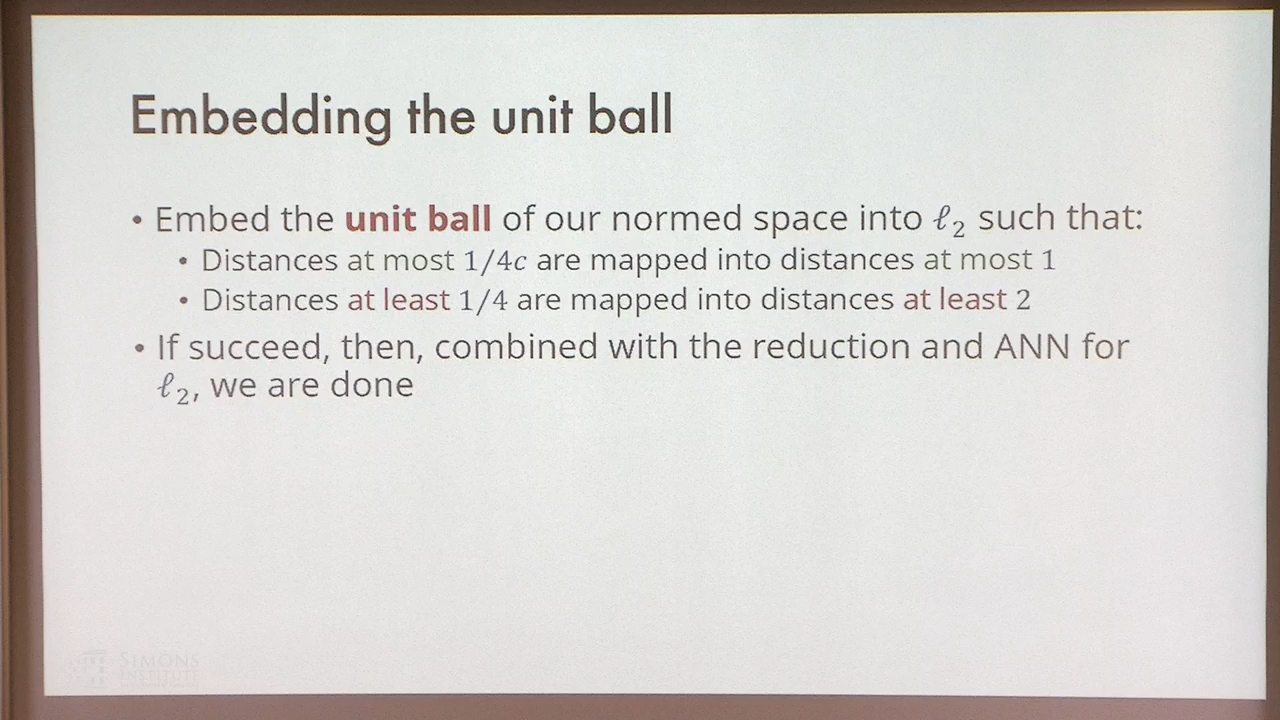 Embedding the unit ball
• Embed the unit ball of our normed space into ℓ₂ such that:
• Distances at most 1/4c are mapped into distances at most 1
• Distances at least 1/4 are mapped into distances at least 2
• If succeed, then, combined with the reduction and ANN for
ℓ₂, we are done
SIMONS
INSTITUTE